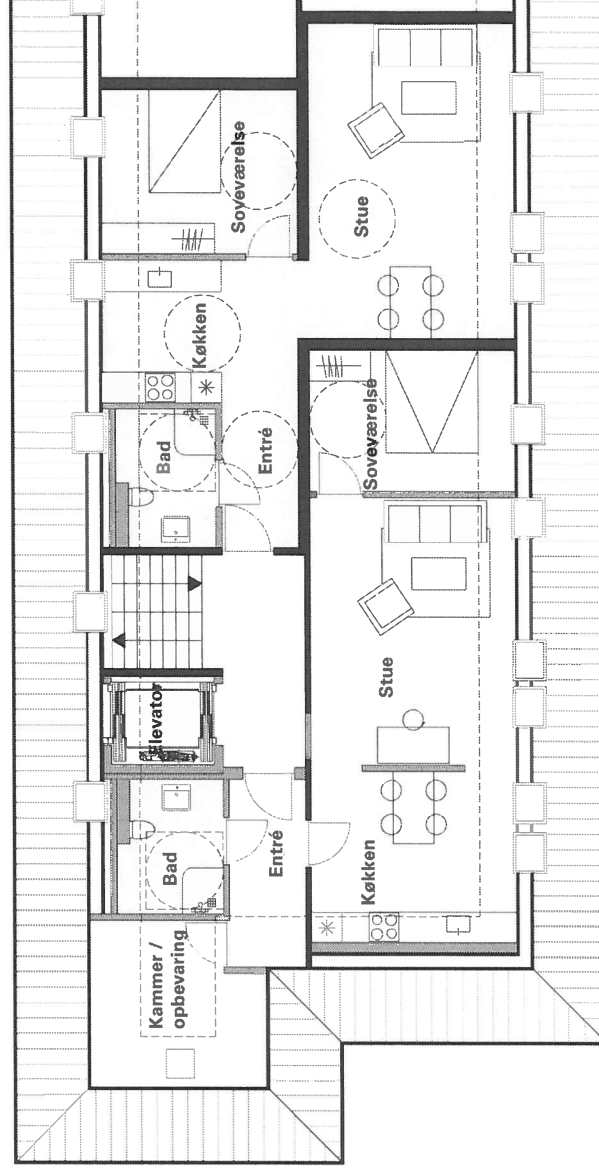 Soveværelse
Stue
Køkken
Bad
Entré
Soveværelse
Stue
Elevator
Bad
Entré
Køkken
Kammer /
opbevaring